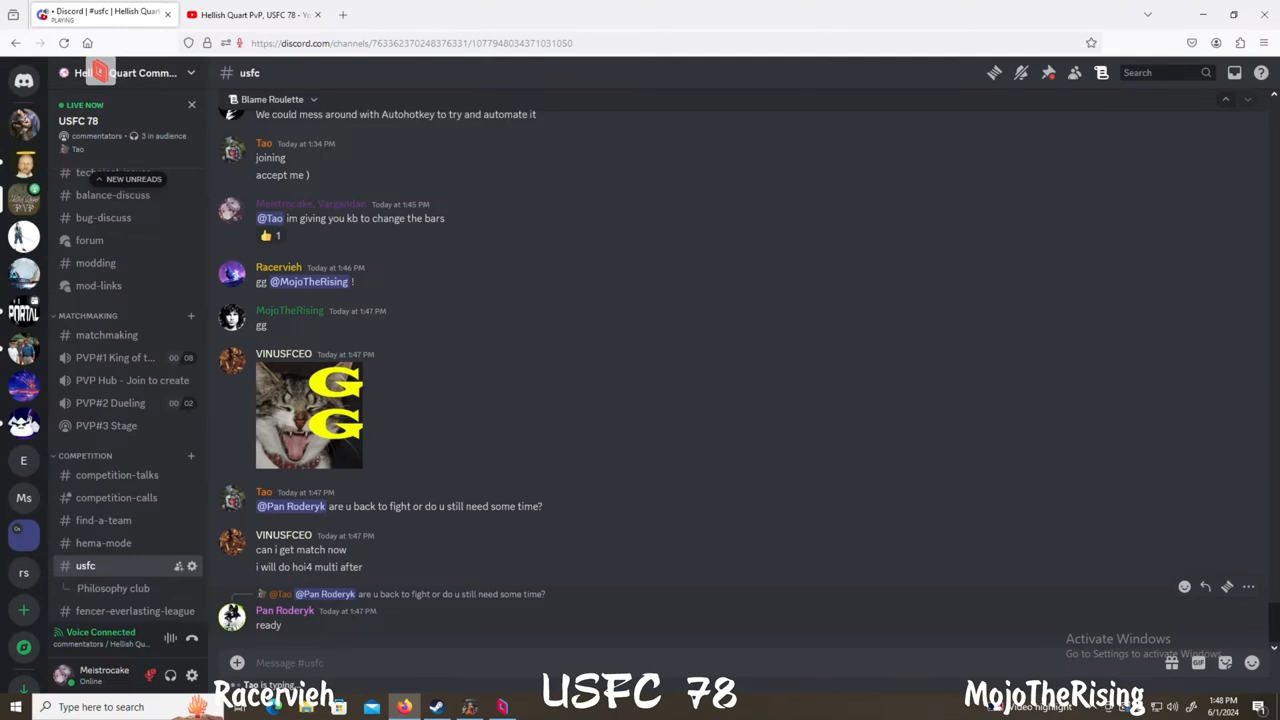 • Discord | #usfc | Hellish Quart
PLAYING
Hellish Quart PvP, USFC 78 - Yo
https://discord.com/channels/763362370248376331/1077948034371031050
Hellish Quart Comm...
usfc
Search
LIVE NOW
USFC 78
commentators • 3 in audience
Tao
NEW UNREADS
balance-discuss
bug-discuss
forum
modding
mod-links
MATCHMAKING
matchmaking
PVP#1 King of t... 00 08
PVP Hub - Join to create
PVP#2 Dueling 00 02
PVP#3 Stage
COMPETITION
competition-talks
competition-calls
find-a-team
hema-mode
usfc
Philosophy club
fencer-everlasting-league
Voice Connected
commentators / Hellish Qu...
Meistrocake
Online
PORTAL
E
Ms
Os
rs
Blame Roulette
We could mess around with Autohotkey to try and automate it
Tao Today at 1:34 PM
joining
accept me )
Meistrocake, Vargandan Today at 1:45 PM
@Tao im giving you kb to change the bars
👍 1
Racervieh Today at 1:46 PM
gg @MojoTheRising !
MojoTheRising Today at 1:47 PM
gg
VINUSFCEO Today at 1:47 PM
G
G
Tao Today at 1:47 PM
@Pan Roderyk are u back to fight or do u still need some time?
VINUSFCEO Today at 1:47 PM
can i get match now
i will do hoi4 multi after
@Tao @Pan Roderyk are u back to fight or do u still need some time?
Pan Roderyk Today at 1:47 PM
ready
Message #usfc
GIF
Tao is typing...
Activate Windows
Go to Settings to activate Windows.
Type here to search
Racervieh
USFC 78
MojoTheRising
1:48 PM
6/1/2024